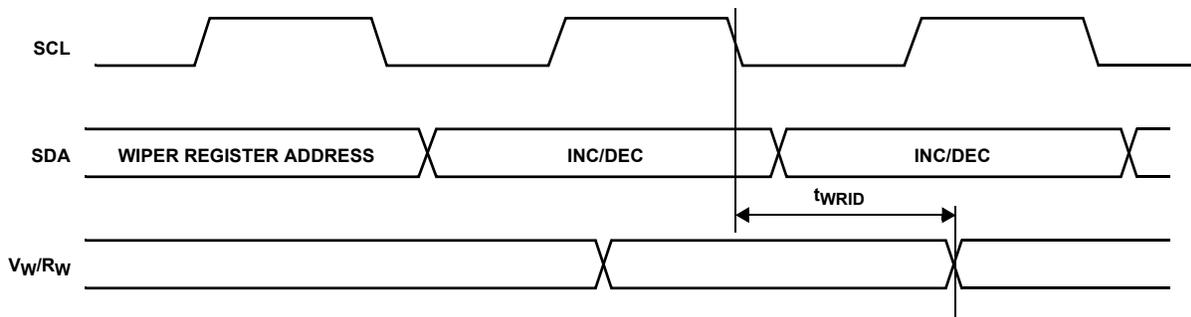 SCL
SDA WIPER REGISTER ADDRESS INC/DEC INC/DEC
tWRID
VW/RW